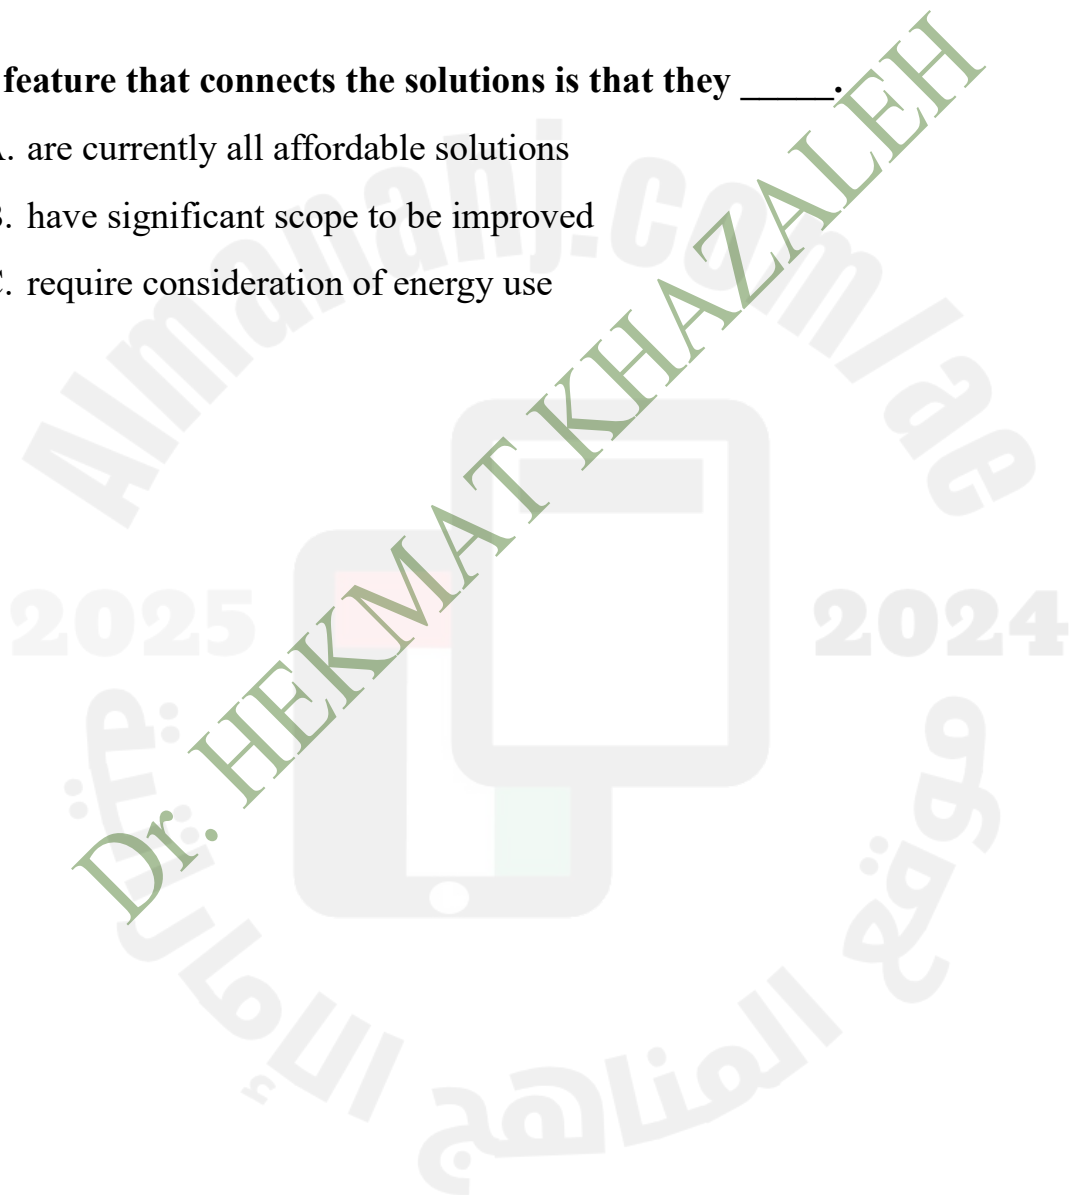 feature that connects the solutions is that they _____.
A. are currently all affordable solutions
B. have significant scope to be improved
C. require consideration of energy use
Almanahj.com/ae
Dr. HEKMAT KHAZALEH
2025
2024
موقع
المناهج
الإماراتية